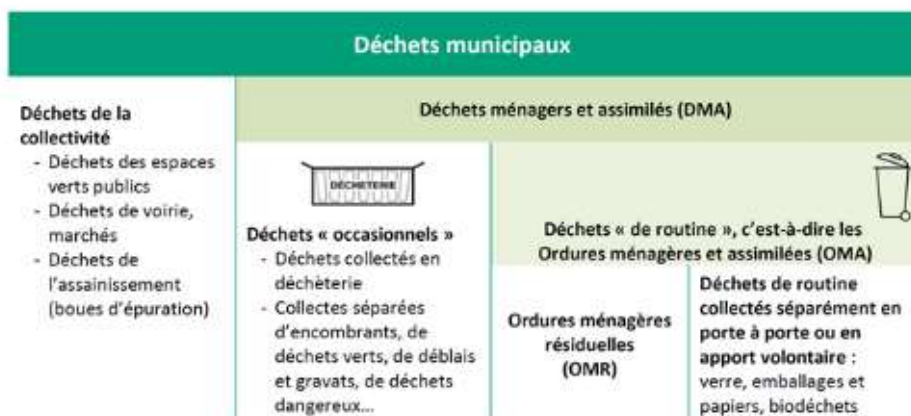 Déchets municipaux
Déchets de la
collectivité
- Déchets des espaces
verts publics
- Déchets de voirie,
marchés
- Déchets de
l'assainissement
(boues d'épuration)
Déchets ménagers et assimilés (DMA)
DÉCHETERIE
Déchets « occasionnels »
- Déchets collectés en
déchèterie
- Collectes séparées
d'encombrants, de
déchets verts, de déblais
et gravats, de déchets
dangereux...
Déchets « de routine », c'est-à-dire les
Ordures ménagères et assimilées (OMA)
Ordures ménagères
résiduelles
(OMR)
Déchets de routine
collectés séparément en
porte à porte ou en
apport volontaire :
verre, emballages et
papiers, biodéchets